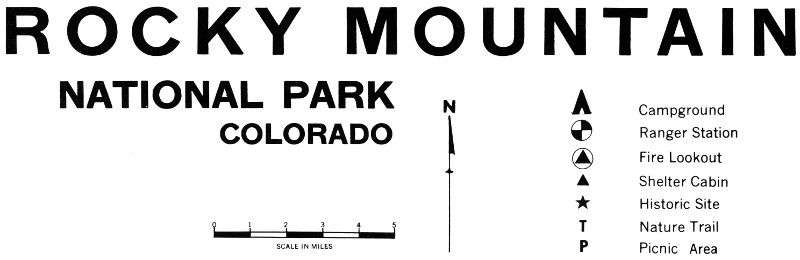 ROCKY MOUNTAIN
NATIONAL PARK
COLORADO
0 1 2 3 4 5
SCALE IN MILES
N
Campground
Ranger Station
Fire Lookout
Shelter Cabin
Historic Site
T Nature Trail
P Picnic Area